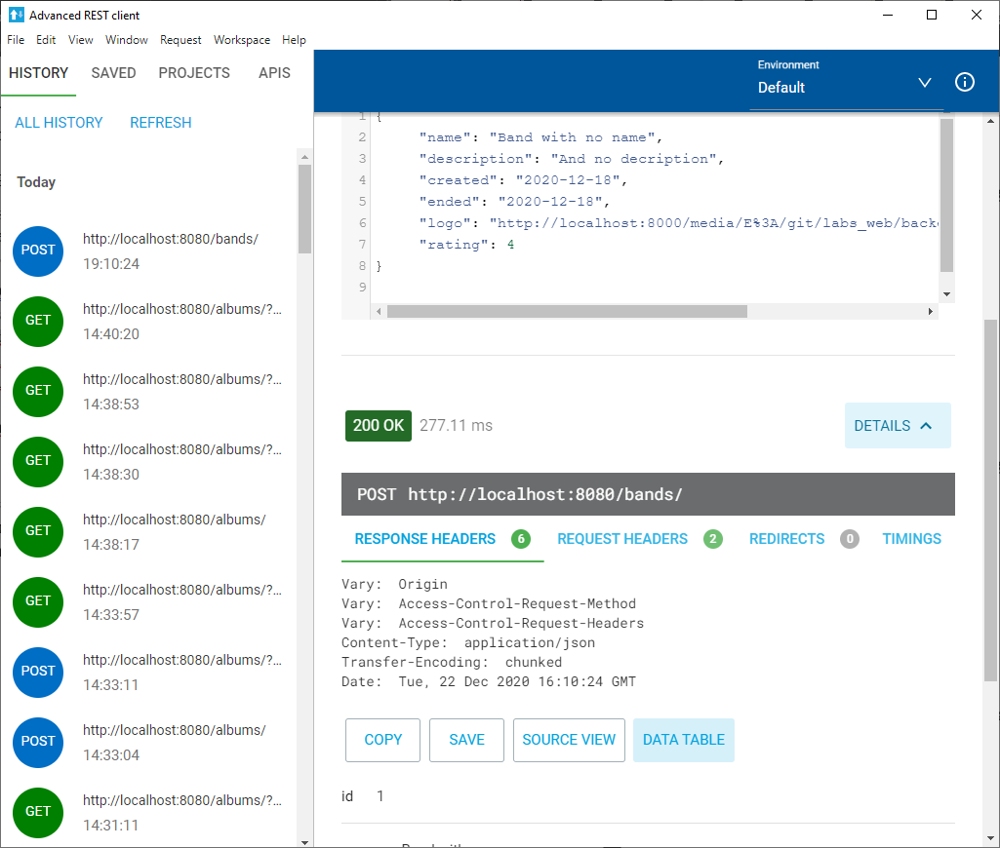 Advanced REST client
File Edit View Window Request Workspace Help
HISTORY SAVED PROJECTS APIS
ALL HISTORY REFRESH
Today
POST http://localhost:8080/bands/
19:10:24
GET http://localhost:8080/albums/?...
14:40:20
GET http://localhost:8080/albums/?...
14:38:53
GET http://localhost:8080/albums/?...
14:38:30
GET http://localhost:8080/albums/
14:38:17
GET http://localhost:8080/albums/?...
14:33:57
POST http://localhost:8080/albums/?...
14:33:11
POST http://localhost:8080/albums/
14:33:04
GET http://localhost:8080/albums/?...
14:31:11
Environment
Default
1 {
2 "name": "Band with no name",
3 "description": "And no decription",
4 "created": "2020-12-18",
5 "ended": "2020-12-18",
6 "logo": "http://localhost:8000/media/E%3A/git/labs_web/back
7 "rating": 4
8 }
9
200 OK 277.11 ms DETAILS
POST http://localhost:8080/bands/
RESPONSE HEADERS 6 REQUEST HEADERS 2 REDIRECTS 0 TIMINGS
Vary: Origin
Vary: Access-Control-Request-Method
Vary: Access-Control-Request-Headers
Content-Type: application/json
Transfer-Encoding: chunked
Date: Tue, 22 Dec 2020 16:10:24 GMT
COPY SAVE SOURCE VIEW DATA TABLE
id 1